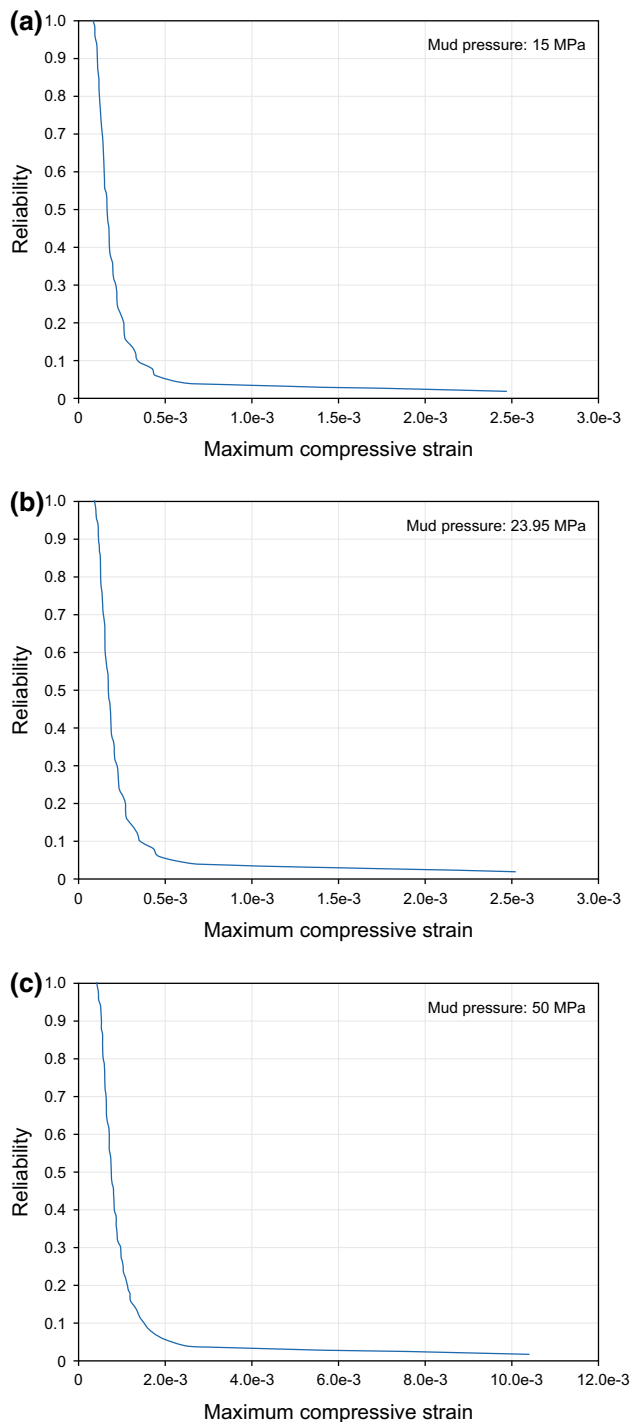 (a)
1.0
Mud pressure: 15 MPa
0.9
0.8
0.7
0.6
Reliability
0.5
0.4
0.3
0.2
0.1
0
0 0.5e-3 1.0e-3 1.5e-3 2.0e-3 2.5e-3 3.0e-3
Maximum compressive strain
(b)
1.0
Mud pressure: 23.95 MPa
0.9
0.8
0.7
0.6
Reliability
0.5
0.4
0.3
0.2
0.1
0
0 0.5e-3 1.0e-3 1.5e-3 2.0e-3 2.5e-3 3.0e-3
Maximum compressive strain
(c)
1.0
Mud pressure: 50 MPa
0.9
0.8
0.7
0.6
Reliability
0.5
0.4
0.3
0.2
0.1
0
0 2.0e-3 4.0e-3 6.0e-3 8.0e-3 10.0e-3 12.0e-3
Maximum compressive strain